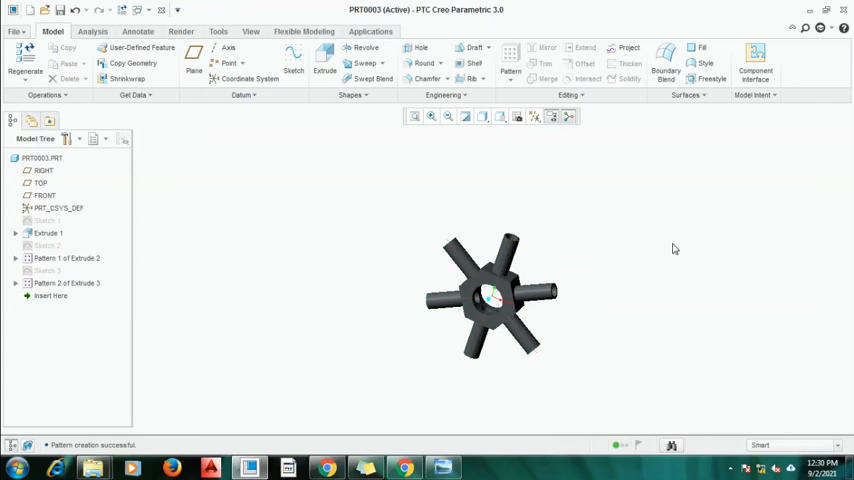 PRT0003 (Active) - PTC Creo Parametric 3.0
File Model Analysis Annotate Render Tools View Flexible Modeling Applications
Regenerate Copy Paste Delete
User-Defined Feature Copy Geometry Shrinkwrap
Plane Axis Point Coordinate System Sketch
Extrude Revolve Sweep Swept Blend
Hole Round Chamfer Draft Shell Rib
Pattern Mirror Trim Merge Extend Offset Intersect Project Thicken Solidify
Boundary Blend Fill Style Freestyle
Component Interface
Operations Get Data Datum Shapes Engineering Editing Surfaces Model Intent
Model Tree
PRT0003.PRT
RIGHT
TOP
FRONT
PRT_CSYS_DEF
Sketch 1
Extrude 1
Sketch 2
Pattern 1 of Extrude 2
Sketch 3
Pattern 2 of Extrude 3
Insert Here
Pattern creation successful.
Smart
12:30 PM
9/2/2021